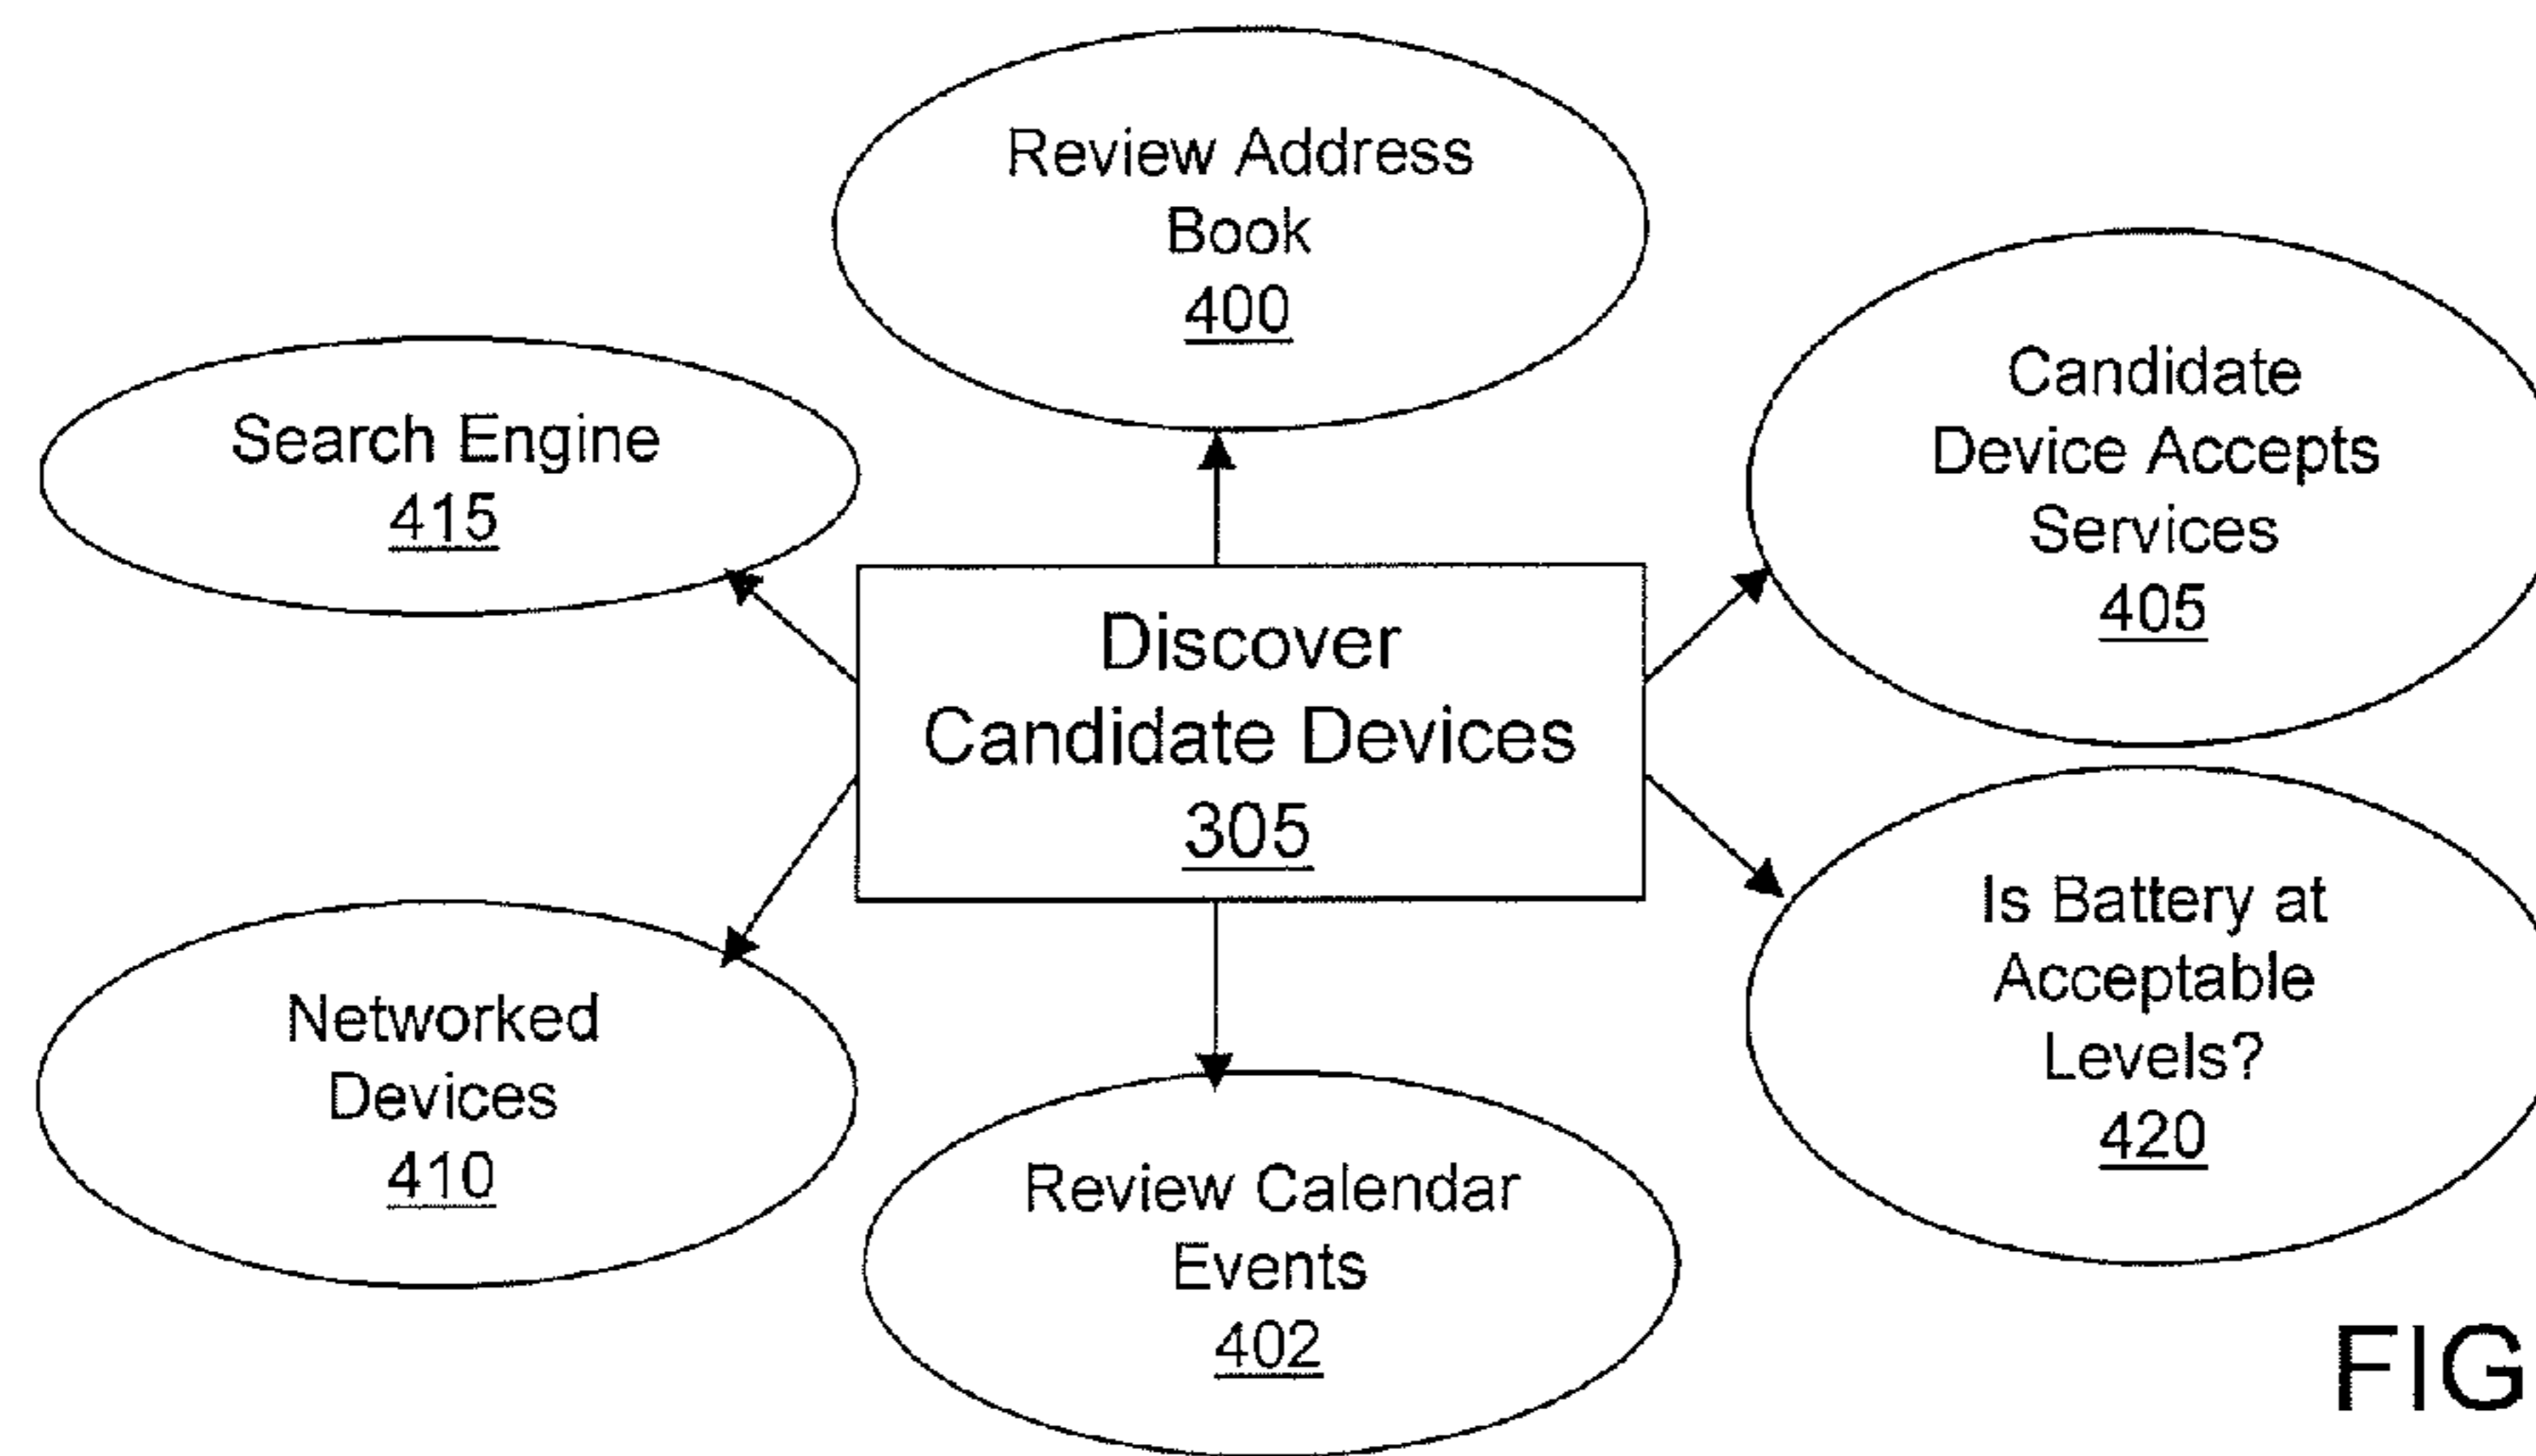 Review Address
Book
400
Search Engine
415
Candidate
Device Accepts
Services
405
Discover
Candidate Devices
305
Networked
Devices
410
Is Battery at
Acceptable
Levels?
420
Review Calendar
Events
402
FIG